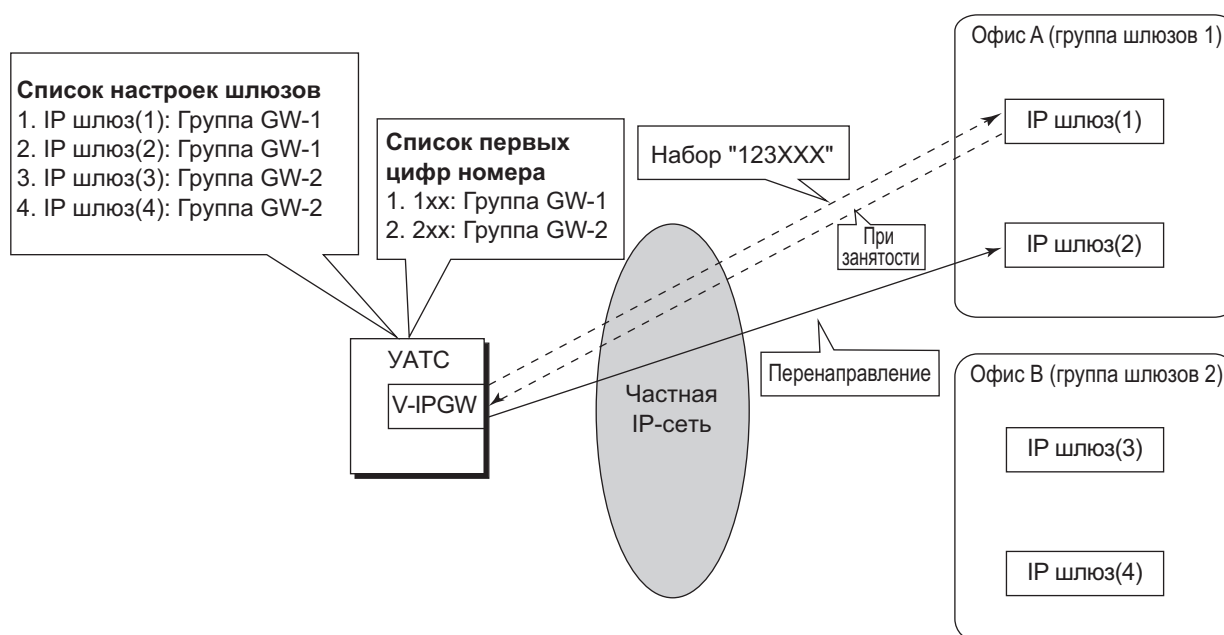 Список настроек шлюзов
1. IP шлюз(1): Группа GW-1
2. IP шлюз(2): Группа GW-1
3. IP шлюз(3): Группа GW-2
4. IP шлюз(4): Группа GW-2
Список первых
цифр номера
1. 1xx: Группа GW-1
2. 2xx: Группа GW-2
Набор "123XXX"
При
занятости
Перенаправление
УАТС
V-IPGW
Частная
IP-сеть
Офис A (группа шлюзов 1)
IP шлюз(1)
IP шлюз(2)
Офис B (группа шлюзов 2)
IP шлюз(3)
IP шлюз(4)